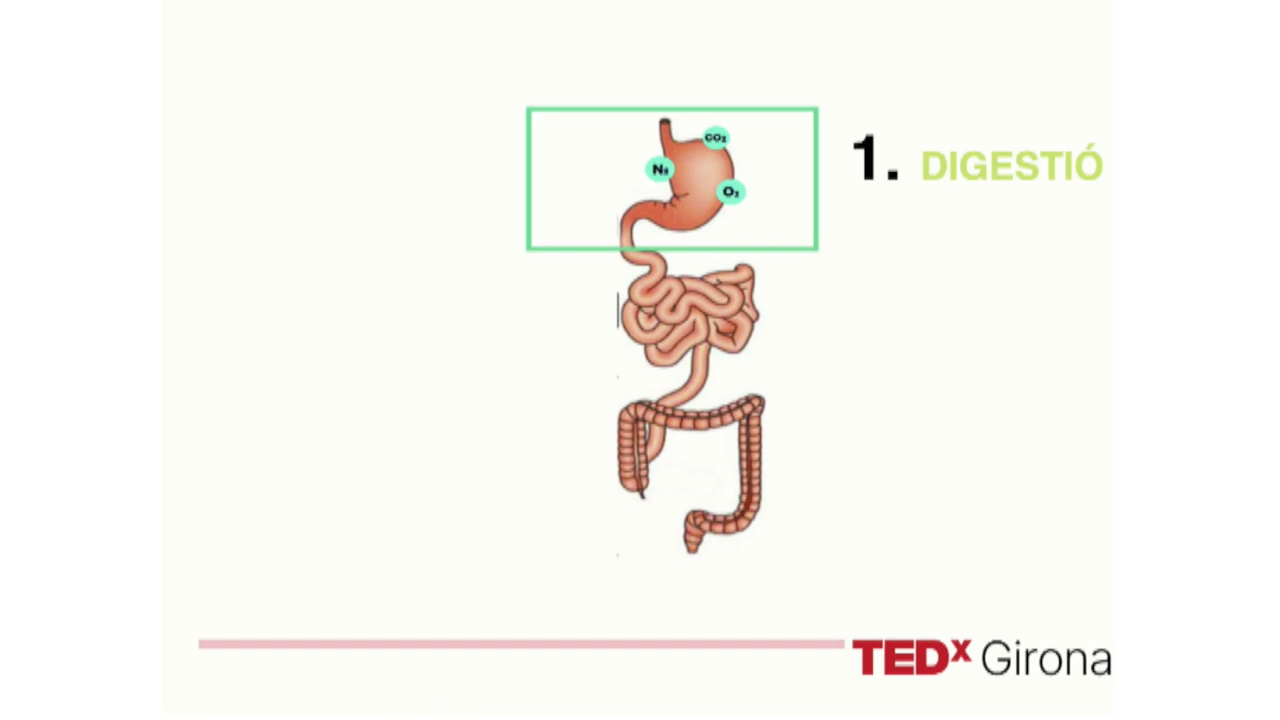 CO₂
N₂
O₂
1. DIGESTIÓ
TEDx Girona